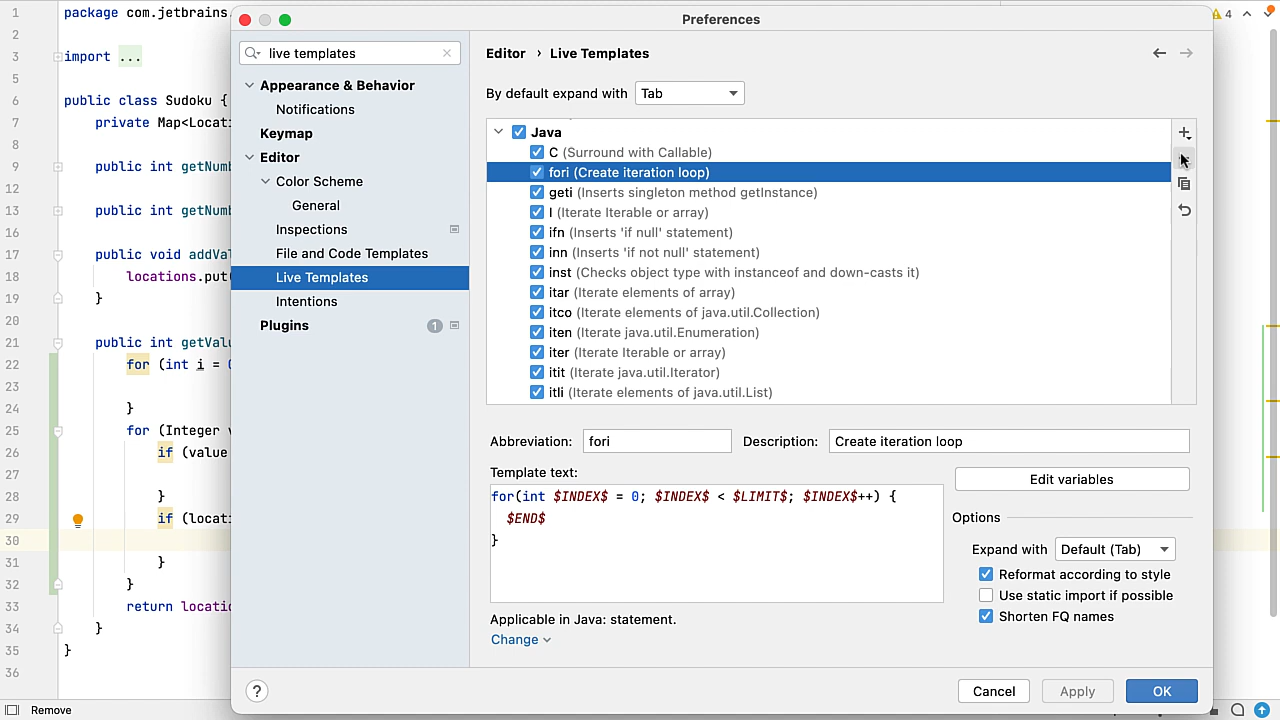 Preferences
live templates
Appearance & Behavior
Notifications
Keymap
Editor
Color Scheme
General
Inspections
File and Code Templates
Live Templates
Intentions
Plugins 1
Editor › Live Templates
By default expand with Tab
Java
C (Surround with Callable)
fori (Create iteration loop)
geti (Inserts singleton method getInstance)
I (Iterate Iterable or array)
ifn (Inserts 'if null' statement)
inn (Inserts 'if not null' statement)
inst (Checks object type with instanceof and down-casts it)
itar (Iterate elements of array)
itco (Iterate elements of java.util.Collection)
iten (Iterate java.util.Enumeration)
iter (Iterate Iterable or array)
itit (Iterate java.util.Iterator)
itli (Iterate elements of java.util.List)
Abbreviation: fori Description: Create iteration loop
Template text:
for(int $INDEX$ = 0; $INDEX$ < $LIMIT$; $INDEX$++) {
$END$
}
Edit variables
Options
Expand with Default (Tab)
Reformat according to style
Use static import if possible
Shorten FQ names
Applicable in Java: statement.
Change
? Cancel Apply OK
1 package com.jetbrains.
2
3 import ...
5
6 public class Sudoku {
7 private Map<Locati
8
9 public int getNumb
12
13 public int getNumb
16
17 public void addVal
18 locations.put(
19 }
20
21 public int getValu
22 for (int i = 0
23
24 }
25 for (Integer v
26 if (value
27
28 }
29 if (locati
30
31 }
32 }
33 return locatio
34 }
35 }
36
4
Remove